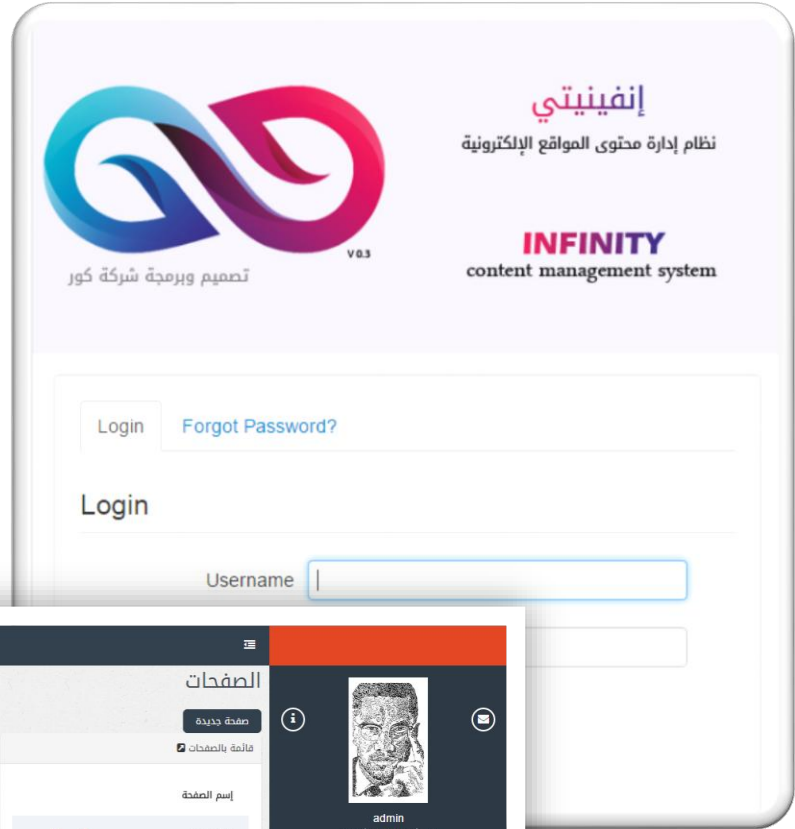 إنفينيتي
نظام إدارة محتوى المواقع الإلكترونية
INFINITY
content management system
V 0.3
تصميم وبرمجة شركة كور
Login
Forgot Password?
Login
Username
الصفحات
صفحة جديدة
قائمة بالصفحات
إسم الصفحة
admin